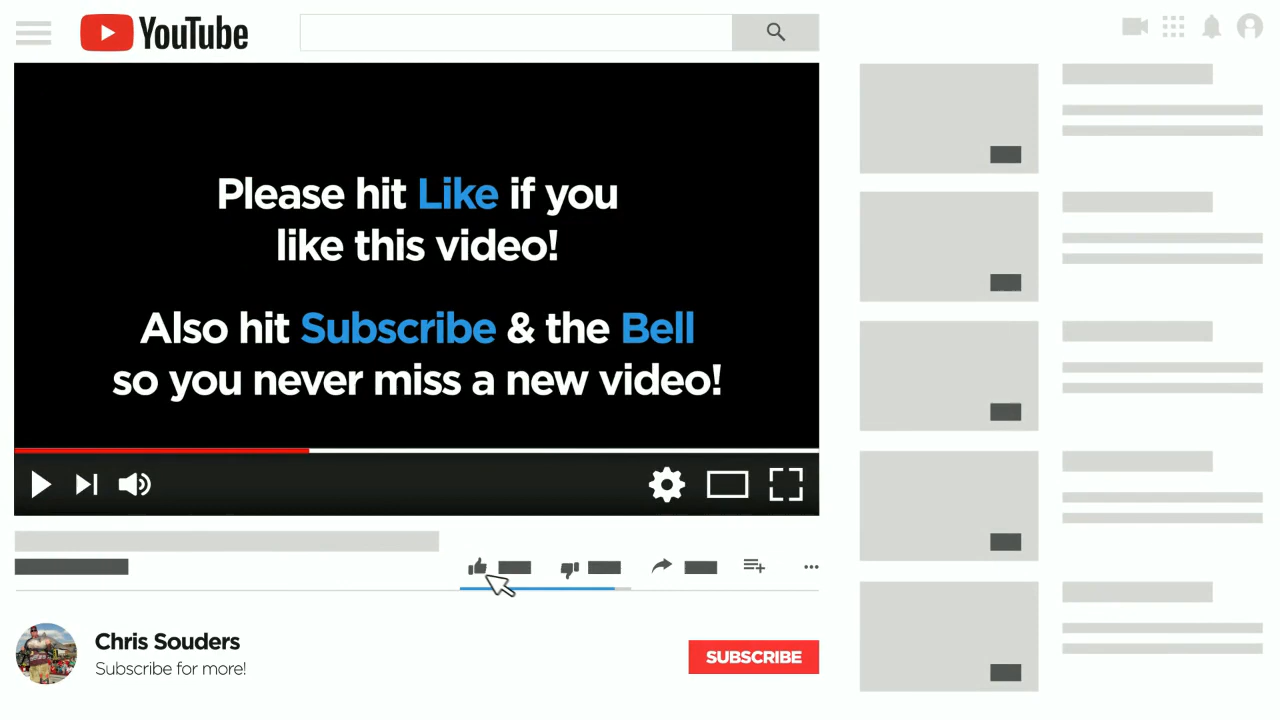 YouTube
Please hit Like if you
like this video!
Also hit Subscribe & the Bell
so you never miss a new video!
Chris Souders
Subscribe for more!
SUBSCRIBE